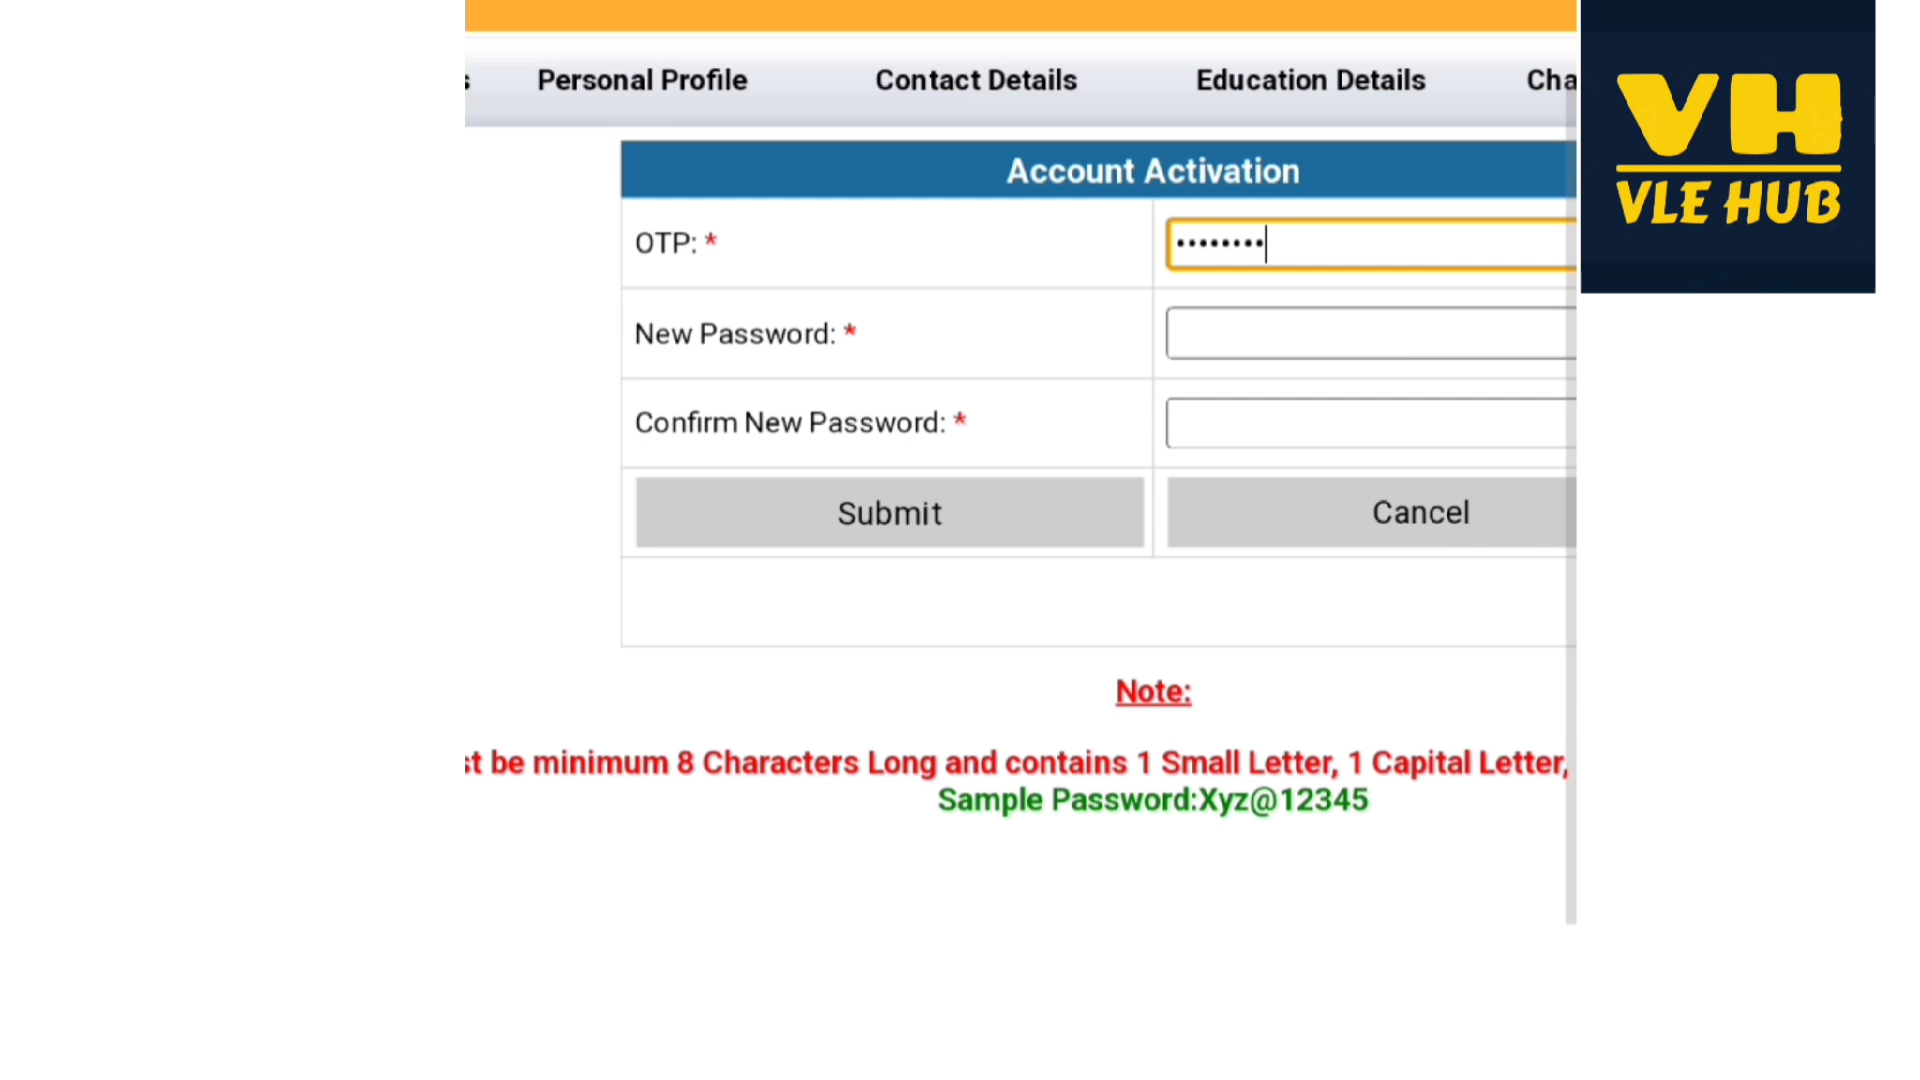 Personal Profile Contact Details Education Details Cha
VH
VLE HUB
Account Activation
OTP: * ••••••••
New Password: *
Confirm New Password: *
Submit Cancel
Note:
st be minimum 8 Characters Long and contains 1 Small Letter, 1 Capital Letter,
Sample Password:Xyz@12345